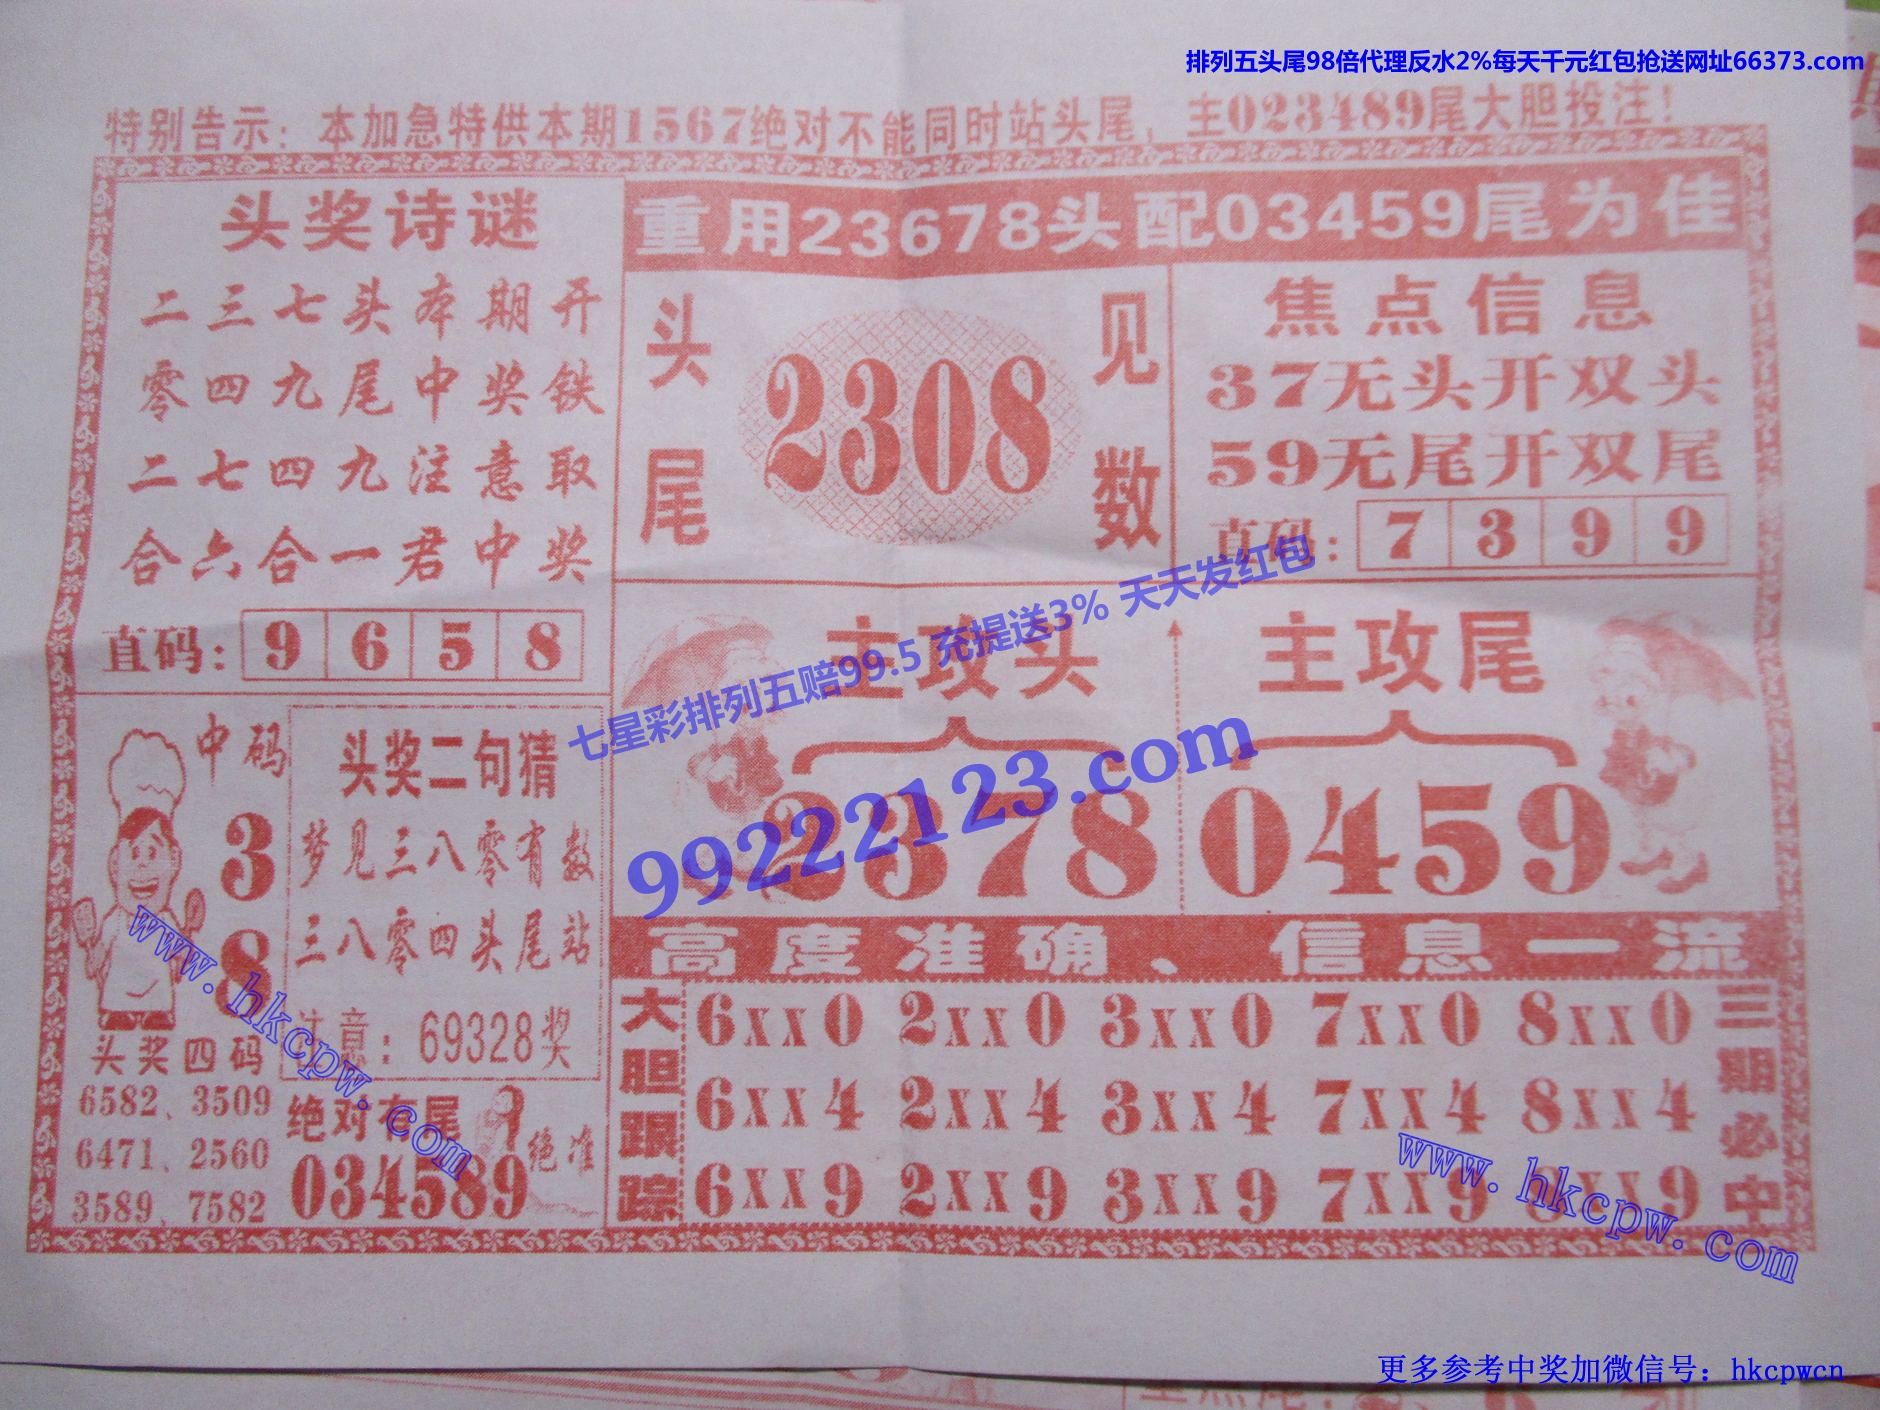 排列五头尾98倍代理反水2%每天千元红包抢送网址66373.com
特别告示：本加急特供本期1567绝对不能同时站头尾，主023489尾大胆投注！
头奖诗谜
二三七头本期开
零四九尾中奖铁
二七四九注意取
合六合一君中奖
直码：9 6 5 8
重用23678头配03459尾为佳
头尾
2308
见数
焦点信息
37无头开双头
59无尾开双尾
直码：7 3 9 9
七星彩排列五赔99.5 充提送3% 天天发红包
99222123.com
主攻头
2378
主攻尾
0459
中码
3
8
头奖四码
6582、3509
6471、2560
3589、7582
头奖二句猜
梦见三八零有数
三八零四头尾站
注意：69328奖
绝对有尾
034589
绝准
高度准确、信息一流
大胆跟踪
6XX0 2XX0 3XX0 7XX0 8XX0
6XX4 2XX4 3XX4 7XX4 8XX4
6XX9 2XX9 3XX9 7XX9 8XX9
三期必中
www.hkcpw.com
www.hkcpw.com
更多参考中奖加微信号：hkcpwcn